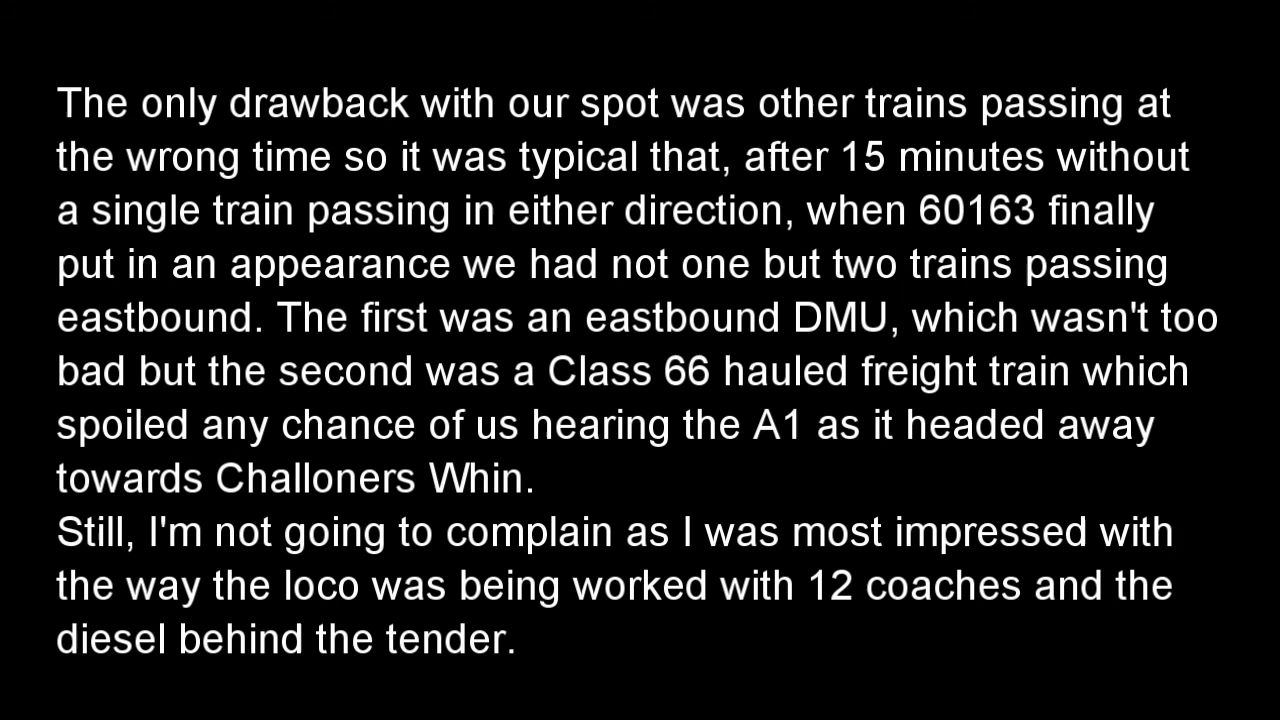 The only drawback with our spot was other trains passing at
the wrong time so it was typical that, after 15 minutes without
a single train passing in either direction, when 60163 finally
put in an appearance we had not one but two trains passing
eastbound. The first was an eastbound DMU, which wasn't too
bad but the second was a Class 66 hauled freight train which
spoiled any chance of us hearing the A1 as it headed away
towards Challoners Whin.
Still, I'm not going to complain as I was most impressed with
the way the loco was being worked with 12 coaches and the
diesel behind the tender.